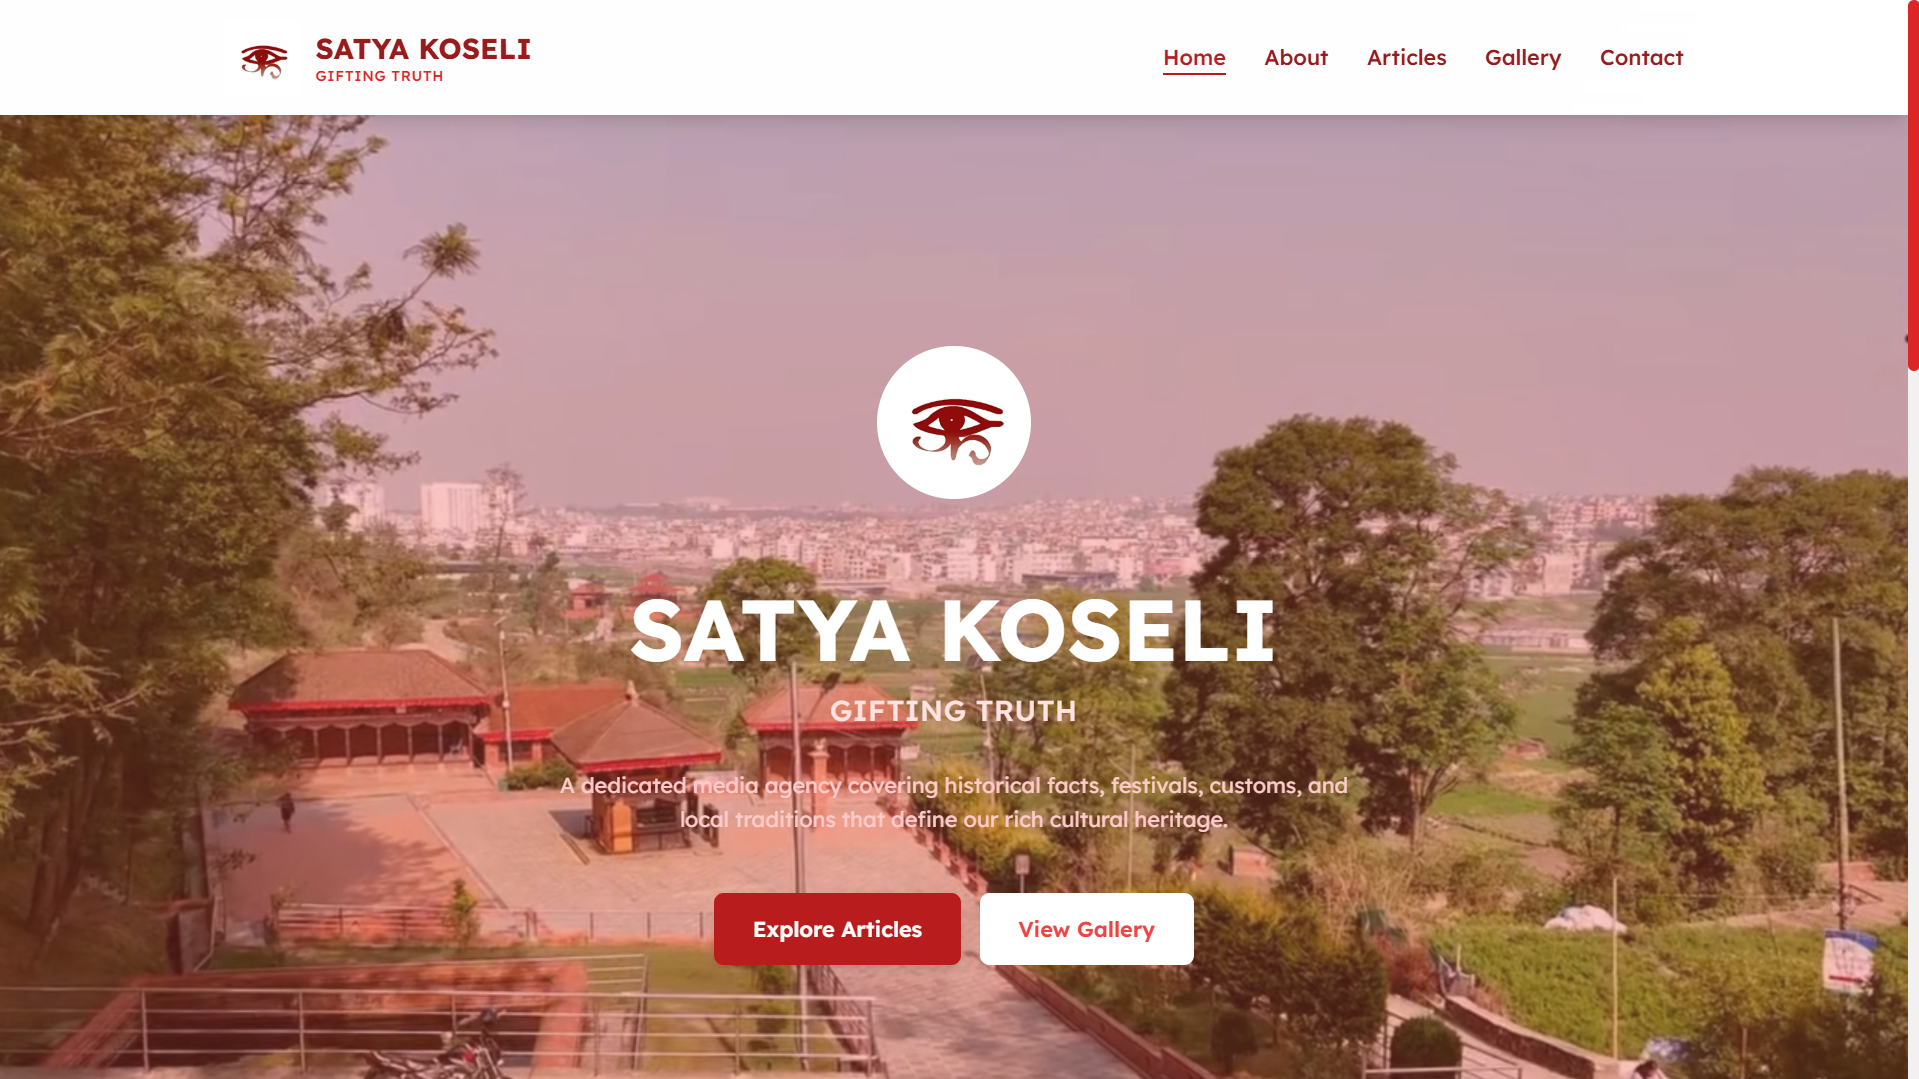 SATYA KOSELI
GIFTING TRUTH
Home
About
Articles
Gallery
Contact
SATYA KOSELI
GIFTING TRUTH
A dedicated media agency covering historical facts, festivals, customs, and
local traditions that define our rich cultural heritage.
Explore Articles
View Gallery